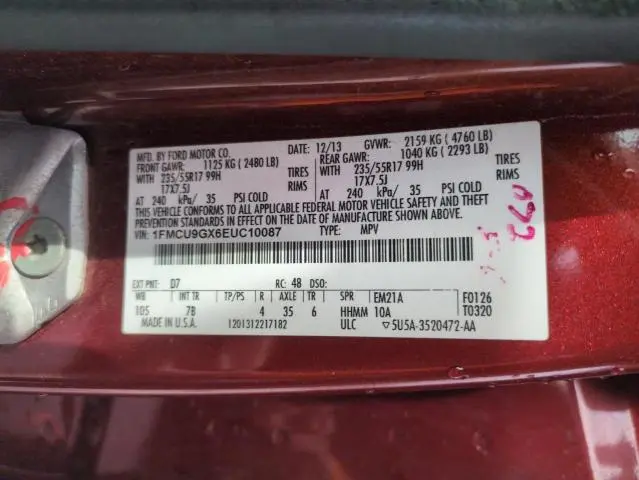 MFD. BY FORD MOTOR CO. DATE: 12/13 GVWR: 2159 KG ( 4760 LB)
FRONT GAWR: 1125 KG ( 2480 LB) REAR GAWR: 1040 KG ( 2293 LB)
WITH 235/55R17 99H TIRES WITH 235/55R17 99H TIRES
17X7.5J RIMS 17X7.5J RIMS
AT 240 kPa/ 35 PSI COLD AT 240 kPa/ 35 PSI COLD
THIS VEHICLE CONFORMS TO ALL APPLICABLE FEDERAL MOTOR VEHICLE SAFETY AND THEFT
PREVENTION STANDARDS IN EFFECT ON THE DATE OF MANUFACTURE SHOWN ABOVE.
VIN: 1FMCU9GX6EUC10087 TYPE: MPV
EXT PNT: D7 RC: 48 DSO:
WB INT TR TP/PS R AXLE TR SPR EM21A F0126
105 7B 4 35 6 HHMM 10A T0320
MADE IN U.S.A. 1201312217182 ULC 5U5A-3520472-AA